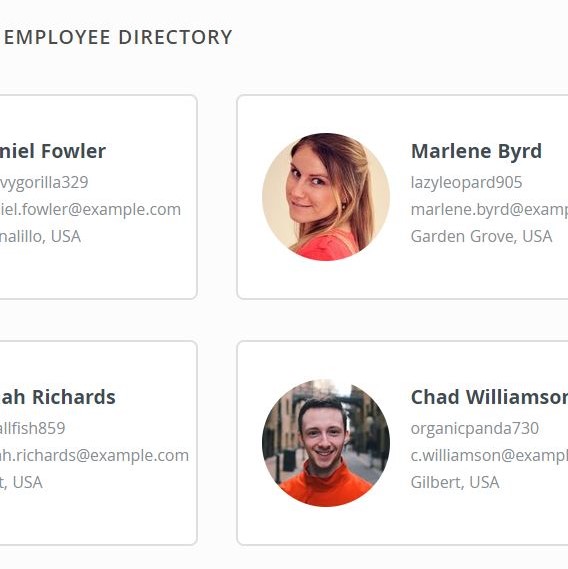 EMPLOYEE DIRECTORY
niel Fowler
vygorilla329
iel.fowler@example.com
nalillo, USA
Marlene Byrd
lazyleopard905
marlene.byrd@examp
Garden Grove, USA
ah Richards
allfish859
ah.richards@example.com
t, USA
Chad Williamson
organicpanda730
c.williamson@exampl
Gilbert, USA